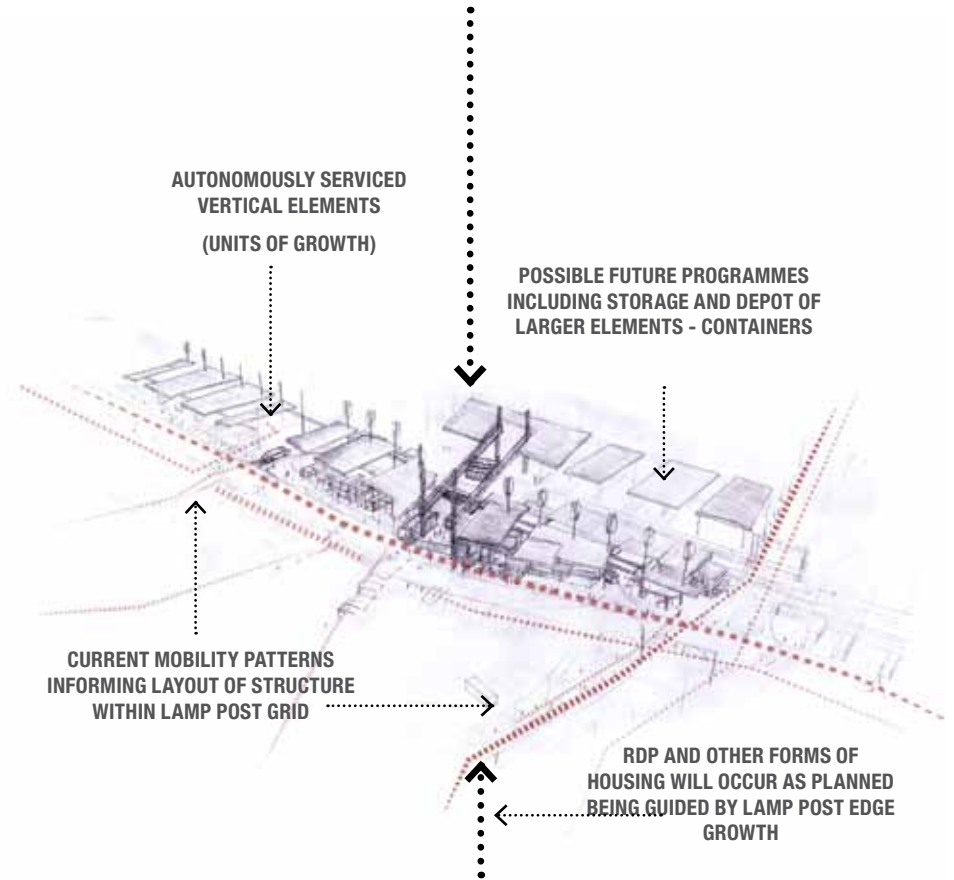 AUTONOMOUSLY SERVICED
VERTICAL ELEMENTS
(UNITS OF GROWTH)
POSSIBLE FUTURE PROGRAMMES
INCLUDING STORAGE AND DEPOT OF
LARGER ELEMENTS - CONTAINERS
CURRENT MOBILITY PATTERNS
INFORMING LAYOUT OF STRUCTURE
WITHIN LAMP POST GRID
RDP AND OTHER FORMS OF
HOUSING WILL OCCUR AS PLANNED
BEING GUIDED BY LAMP POST EDGE
GROWTH